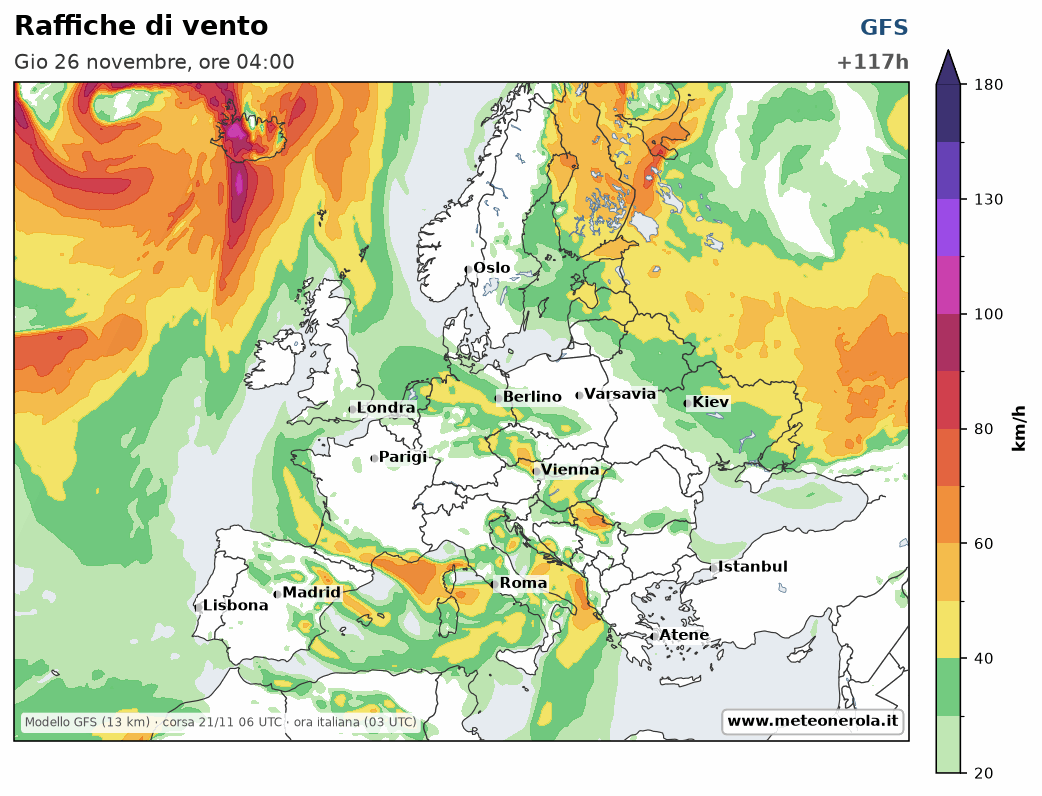 Raffiche di vento
GFS
Gio 26 novembre, ore 04:00
+117h
180
130
100
80
60
40
20
km/h
Oslo
Londra
Berlino
Varsavia
Kiev
Parigi
Vienna
Istanbul
Roma
Madrid
Lisbona
Atene
Modello GFS (13 km) · corsa 21/11 06 UTC · ora italiana (03 UTC)
www.meteonerola.it